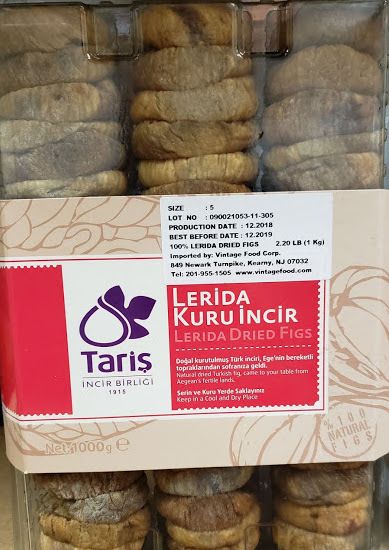 SIZE : 5
LOT NO : 090021053-11-305
PRODUCTION DATE : 12.2018
BEST BEFORE DATE : 12.2019
100% LERIDA DRIED FIGS 2.20 LB (1 Kg)
Imported by: Vintage Food Corp.
849 Newark Turnpike, Kearny, NJ 07032
Tel: 201-955-1505 www.vintagefood.com
LERIDA
KURU İNCİR
LERIDA DRIED FIGS
Tariş
İNCİR BİRLİĞİ
1915
Doğal kurutulmuş Türk inciri, Ege'nin bereketli
topraklarından sofranıza geldi.
Natural dried Turkish fig, came to your table from
Aegean's fertile lands.
Serin ve Kuru Yerde Saklayınız
Keep in a Cool and Dry Place
Net: 1000g ℮
%100
NATURAL
FIGS